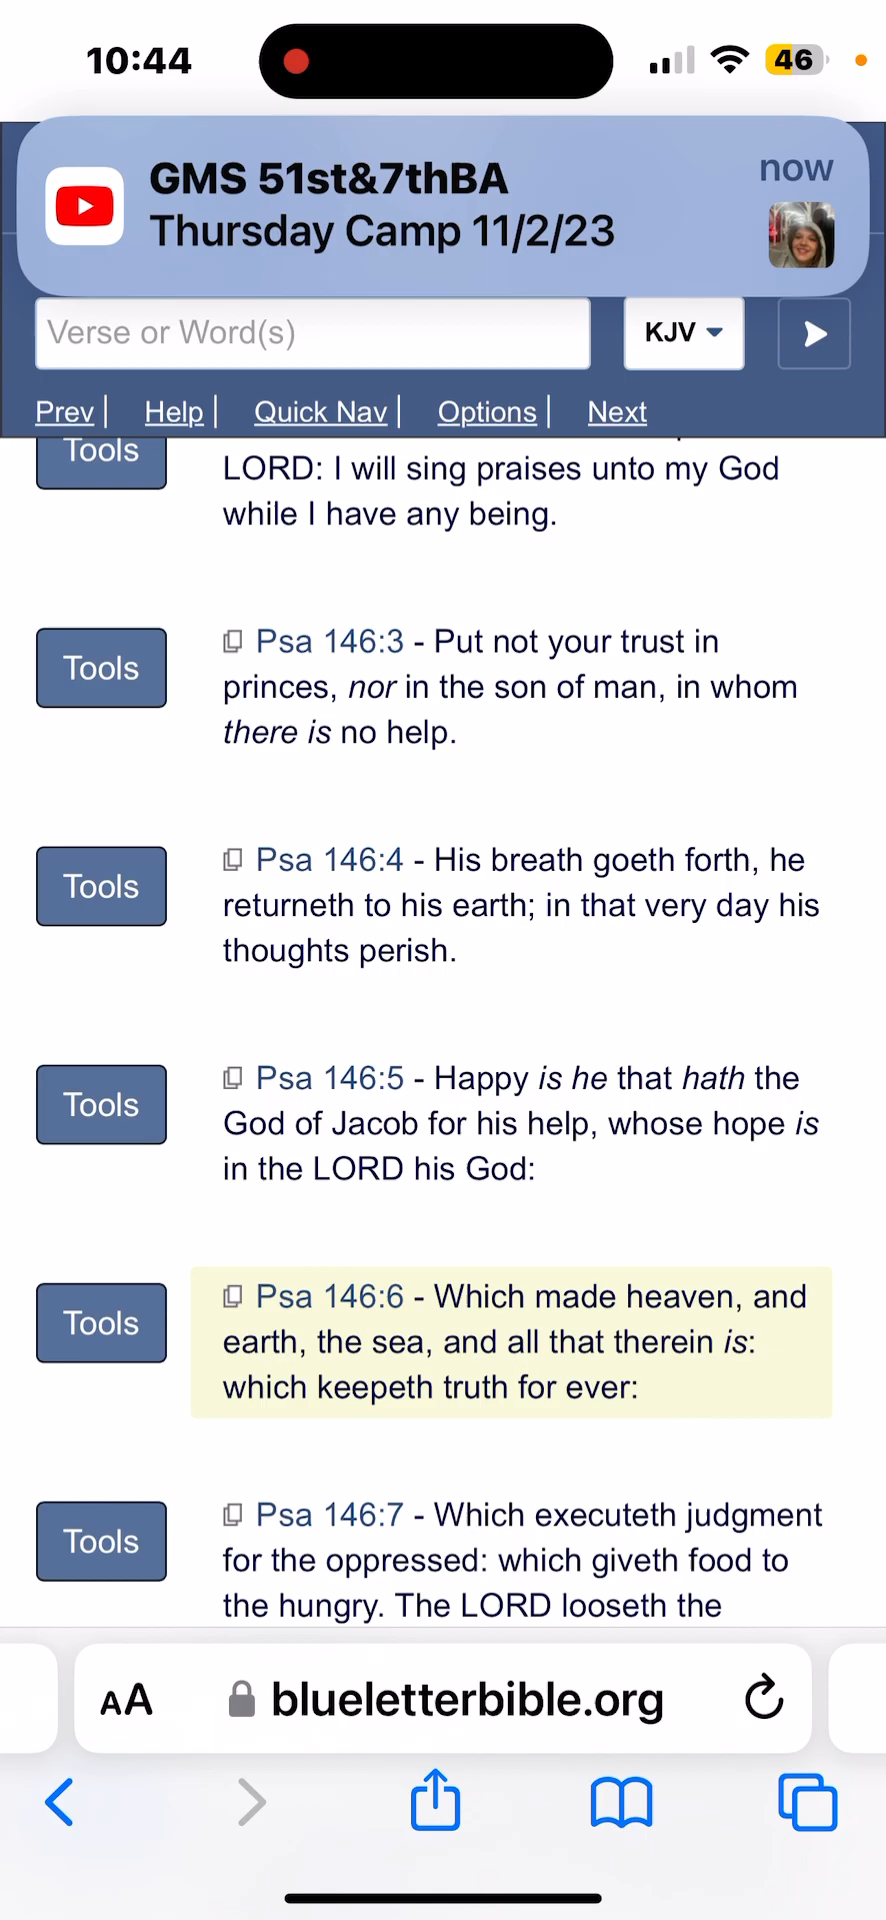 10:44
46
GMS 51st&7thBA
now
Thursday Camp 11/2/23
Verse or Word(s)
KJV
Prev | Help | Quick Nav | Options | Next
Tools
LORD: I will sing praises unto my God
while I have any being.
Tools
Psa 146:3 - Put not your trust in
princes, nor in the son of man, in whom
there is no help.
Tools
Psa 146:4 - His breath goeth forth, he
returneth to his earth; in that very day his
thoughts perish.
Tools
Psa 146:5 - Happy is he that hath the
God of Jacob for his help, whose hope is
in the LORD his God:
Tools
Psa 146:6 - Which made heaven, and
earth, the sea, and all that therein is:
which keepeth truth for ever:
Tools
Psa 146:7 - Which executeth judgment
for the oppressed: which giveth food to
the hungry. The LORD looseth the
AA blueletterbible.org